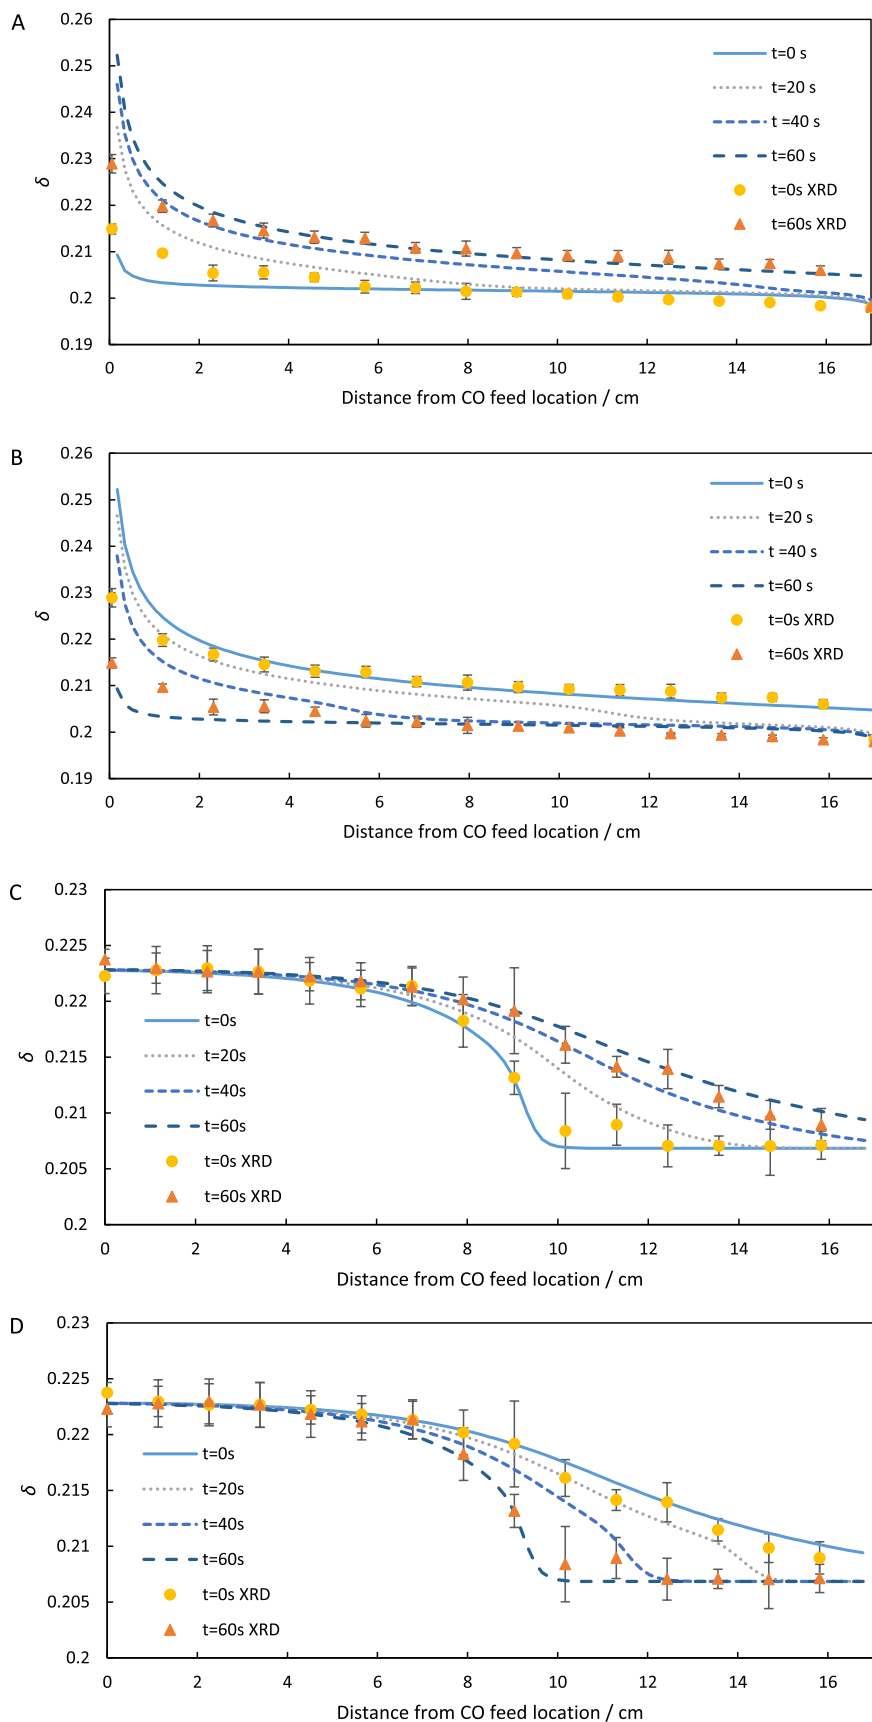 A
0.26
0.25
0.24
0.23
0.22
0.21
0.2
0.19
δ
0 2 4 6 8 10 12 14 16
Distance from CO feed location / cm
t=0 s
t=20 s
t =40 s
t=60 s
t=0s XRD
t=60s XRD
B
0.26
0.25
0.24
0.23
0.22
0.21
0.2
0.19
δ
0 2 4 6 8 10 12 14 16
Distance from CO feed location / cm
t=0 s
t=20 s
t =40 s
t=60 s
t=0s XRD
t=60s XRD
C
0.23
0.225
0.22
0.215
0.21
0.205
0.2
δ
0 2 4 6 8 10 12 14 16
Distance from CO feed location / cm
t=0s
t=20s
t=40s
t=60s
t=0s XRD
t=60s XRD
D
0.23
0.225
0.22
0.215
0.21
0.205
0.2
δ
0 2 4 6 8 10 12 14 16
Distance from CO feed location / cm
t=0s
t=20s
t=40s
t=60s
t=0s XRD
t=60s XRD